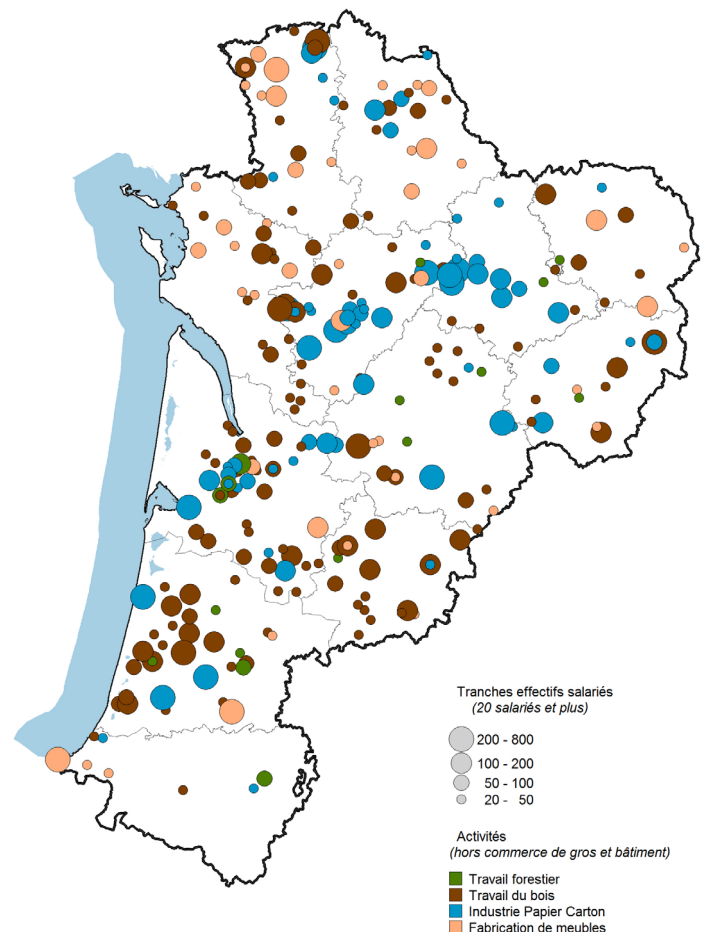 Tranches effectifs salariés
(20 salariés et plus)
200 - 800
100 - 200
50 - 100
20 - 50
Activités
(hors commerce de gros et bâtiment)
Travail forestier
Travail du bois
Industrie Papier Carton
Fabrication de meubles